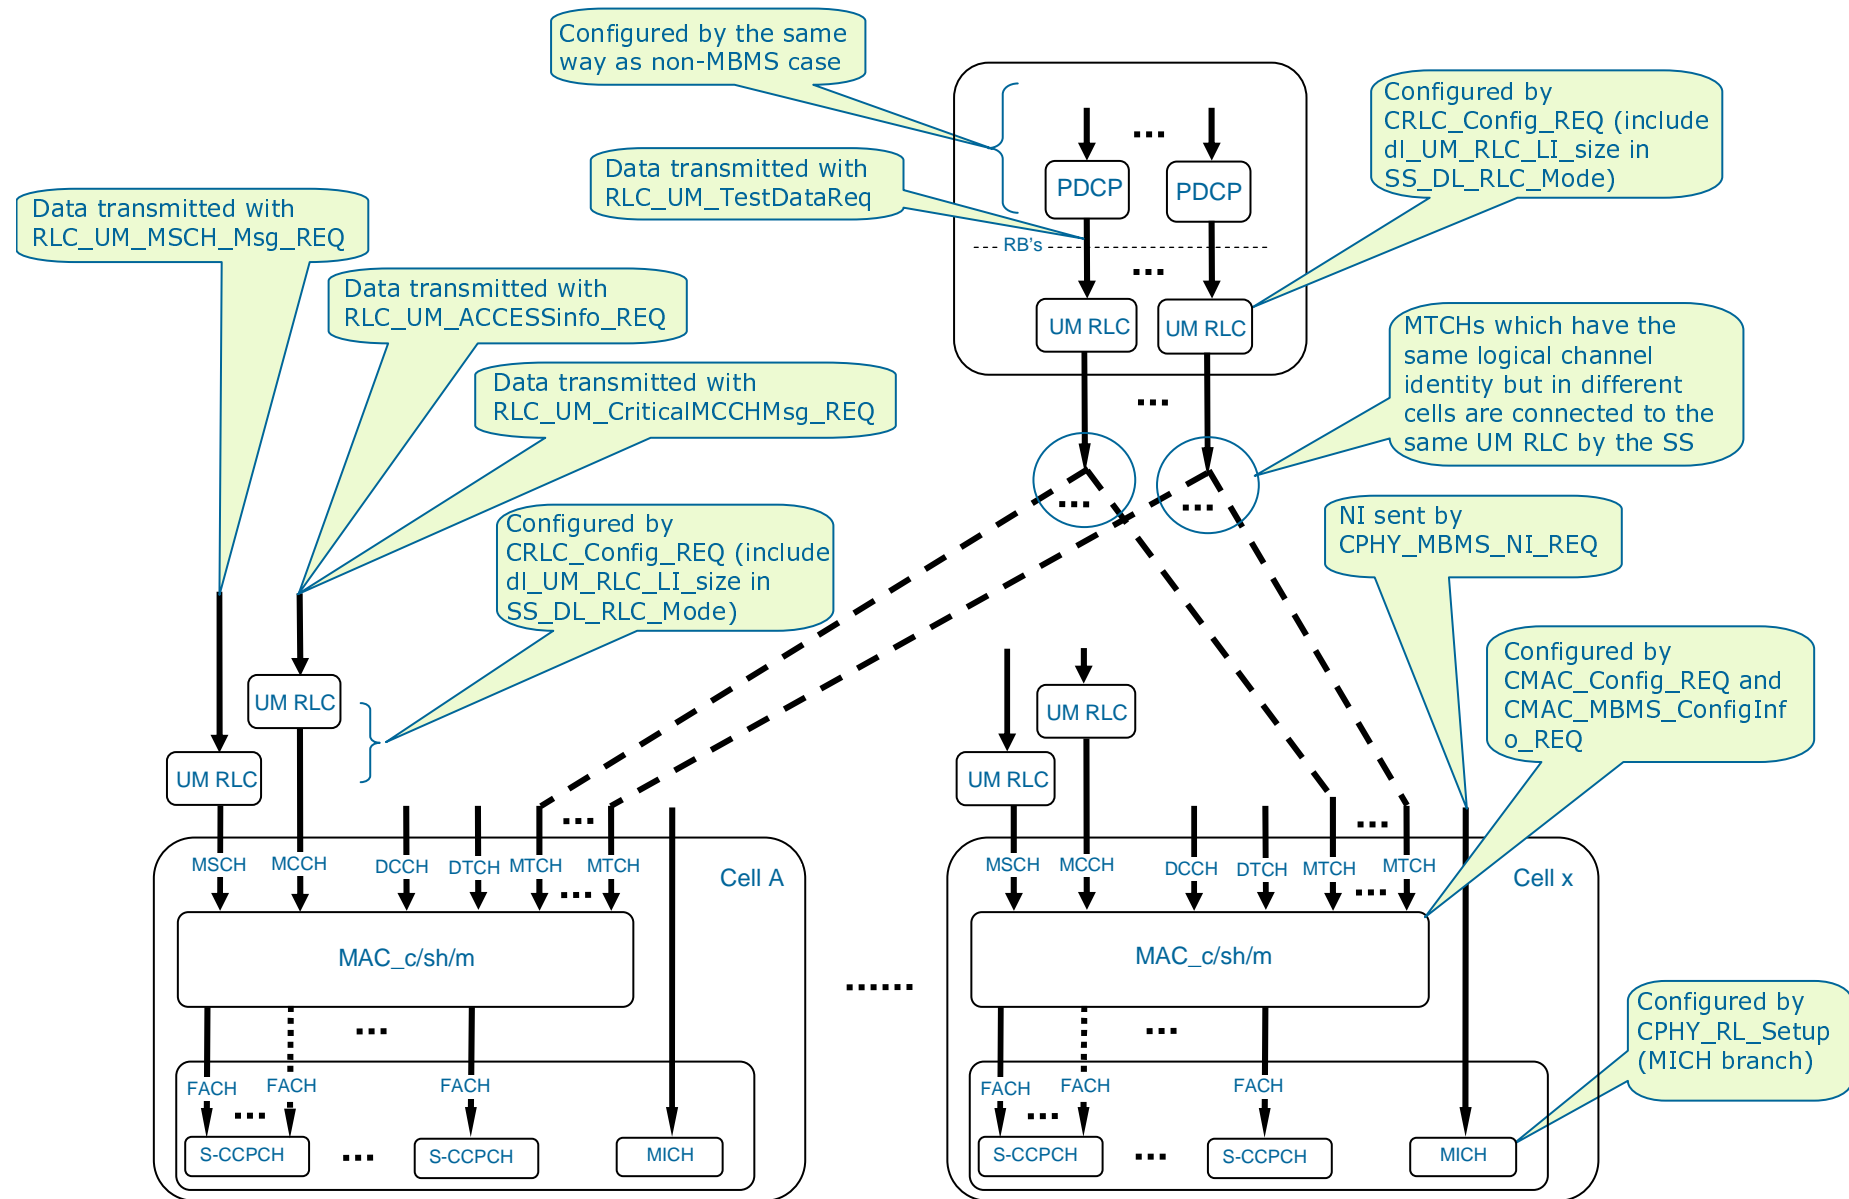 Configured by the same
way as non-MBMS case
Configured by
CRLC_Config_REQ (include
dl_UM_RLC_LI_size in
SS_DL_RLC_Mode)
Data transmitted with
RLC_UM_TestDataReq
PDCP
PDCP
Data transmitted with
RLC_UM_MSCH_Msg_REQ
RB's
Data transmitted with
RLC_UM_ACCESSinfo_REQ
UM RLC
UM RLC
MTCHs which have the
same logical channel
identity but in different
cells are connected to the
same UM RLC by the SS
Data transmitted with
RLC_UM_CriticalMCCHMsg_REQ
Configured by
CRLC_Config_REQ (include
dl_UM_RLC_LI_size in
SS_DL_RLC_Mode)
NI sent by
CPHY_MBMS_NI_REQ
Configured by
CMAC_Config_REQ and
CMAC_MBMS_ConfigInf
o_REQ
UM RLC
UM RLC
UM RLC
UM RLC
MSCH
MCCH
DCCH
DTCH
MTCH
MTCH
Cell A
MSCH
MCCH
DCCH
DTCH
MTCH
MTCH
Cell x
MAC_c/sh/m
MAC_c/sh/m
Configured by
CPHY_RL_Setup
(MICH branch)
FACH
FACH
FACH
FACH
FACH
FACH
S-CCPCH
S-CCPCH
MICH
S-CCPCH
S-CCPCH
MICH